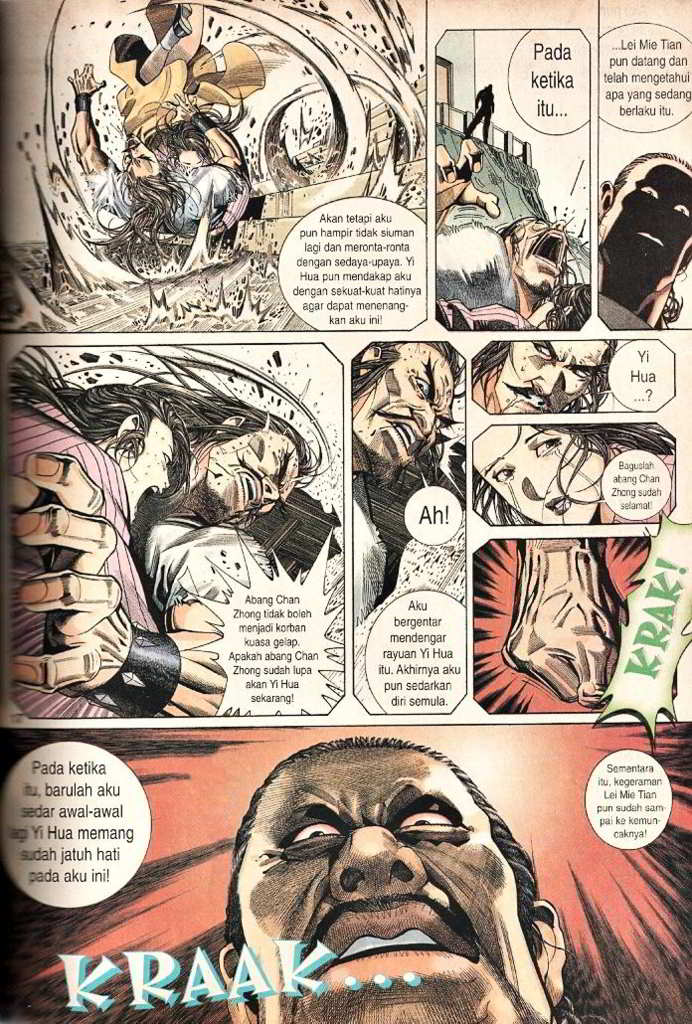 Akan tetapi aku
pun hampir tidak siuman
lagi dan meronta-ronta
dengan sedaya-upaya. Yi
Hua pun mendakap aku
dengan sekuat-kuat hatinya
agar dapat menenang-
kan aku ini!
Pada
ketika
itu...
...Lei Mie Tian
pun datang dan
telah mengetahui
apa yang sedang
berlaku itu.
Abang Chan
Zhong tidak boleh
menjadi korban
kuasa gelap.
Apakah abang Chan
Zhong sudah lupa
akan Yi Hua
sekarang!
Ah!
Aku
bergentar
mendengar
rayuan Yi Hua
itu. Akhirnya aku
pun sedarkan
diri semula.
Yi
Hua
...?
Baguslah
abang Chan
Zhong sudah
selamat!
KRAK!
Pada ketika
itu, barulah aku
sedar awal-awal
lagi Yi Hua memang
sudah jatuh hati
pada aku ini!
Sementara
itu, kegeraman
Lei Mie Tian
pun sudah sam-
pai ke kemun-
caknya!
KRAAK...